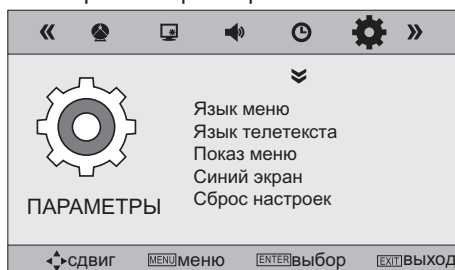 Язык меню
Язык телетекста
Показ меню
Синий экран
Сброс настроек
ПАРАМЕТРЫ
сдвиг MENU меню ENTER выбор EXIT выход